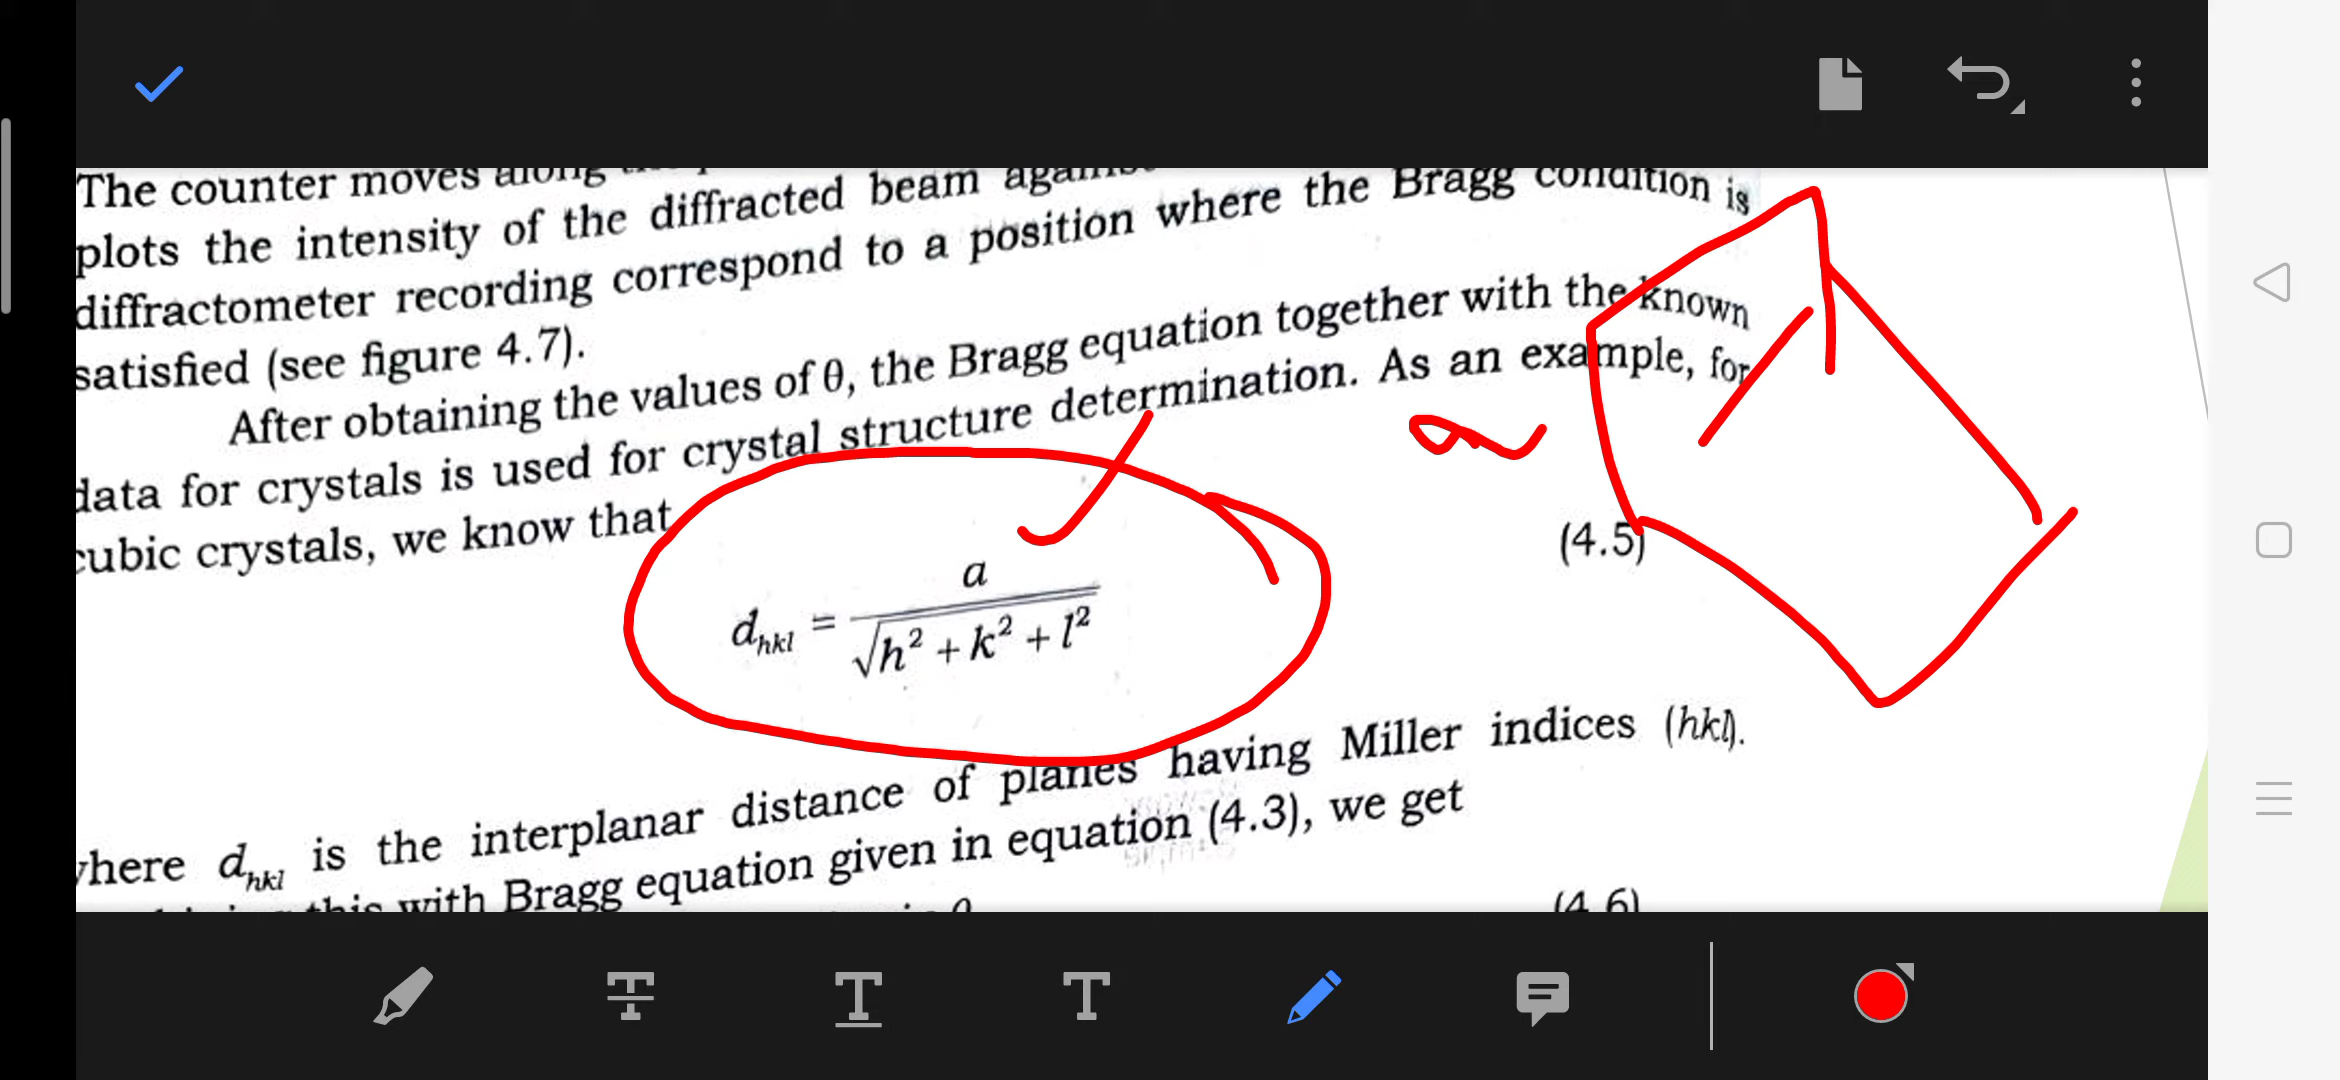 The counter moves along
plots the intensity of the diffracted beam against
diffractometer recording correspond to a position where the Bragg condition is
satisfied (see figure 4.7).
After obtaining the values of θ, the Bragg equation together with the known
data for crystals is used for crystal structure determination. As an example, for
cubic crystals, we know that
d_hkl = a / √(h² + k² + l²) (4.5)
where d_hkl is the interplanar distance of planes having Miller indices (hkl).
this with Bragg equation given in equation (4.3), we get
(4.6)
T T T